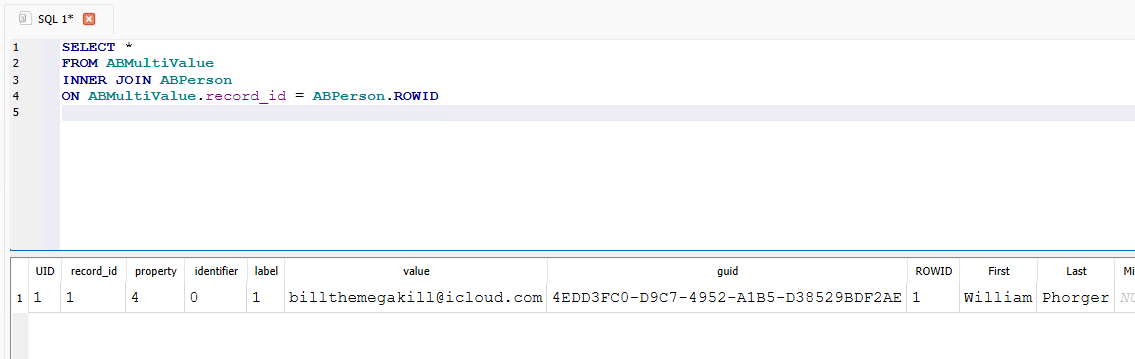 SQL 1*
1 SELECT *
2 FROM ABMultiValue
3 INNER JOIN ABPerson
4 ON ABMultiValue.record_id = ABPerson.ROWID
5
UID record_id property identifier label value guid ROWID First Last Mi
1 1 1 4 0 1 billthemegakill@icloud.com 4EDD3FC0-D9C7-4952-A1B5-D38529BDF2AE 1 William Phorger NU